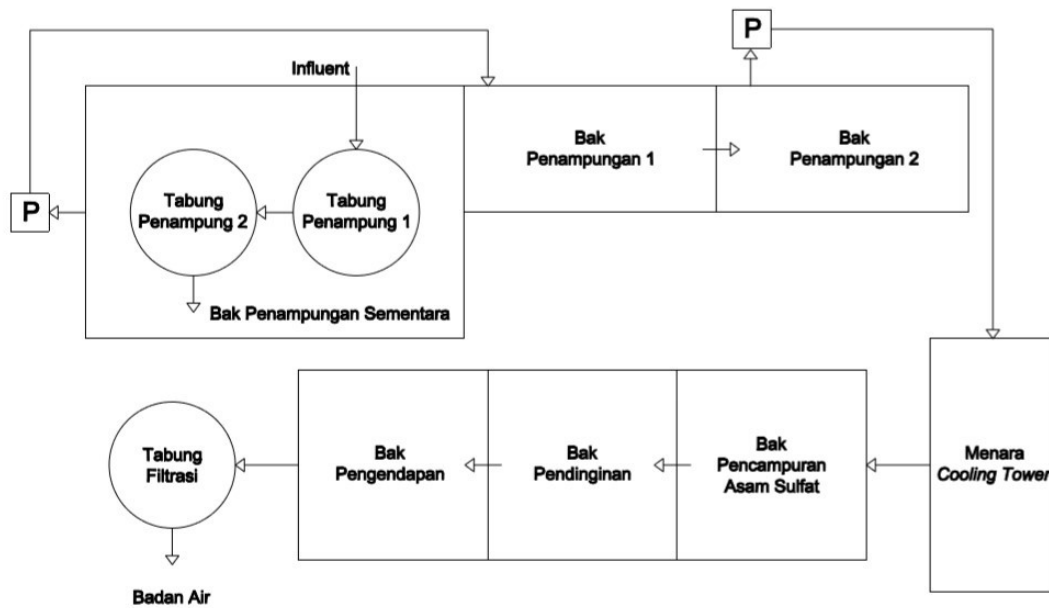 P
Influent
Bak
Penampungan 1
Bak
Penampungan 2
P
Tabung
Penampung 2
Tabung
Penampung 1
Bak Penampungan Sementara
Tabung
Filtrasi
Bak
Pengendapan
Bak
Pendinginan
Bak
Pencampuran
Asam Sulfat
Menara
Cooling Tower
Badan Air